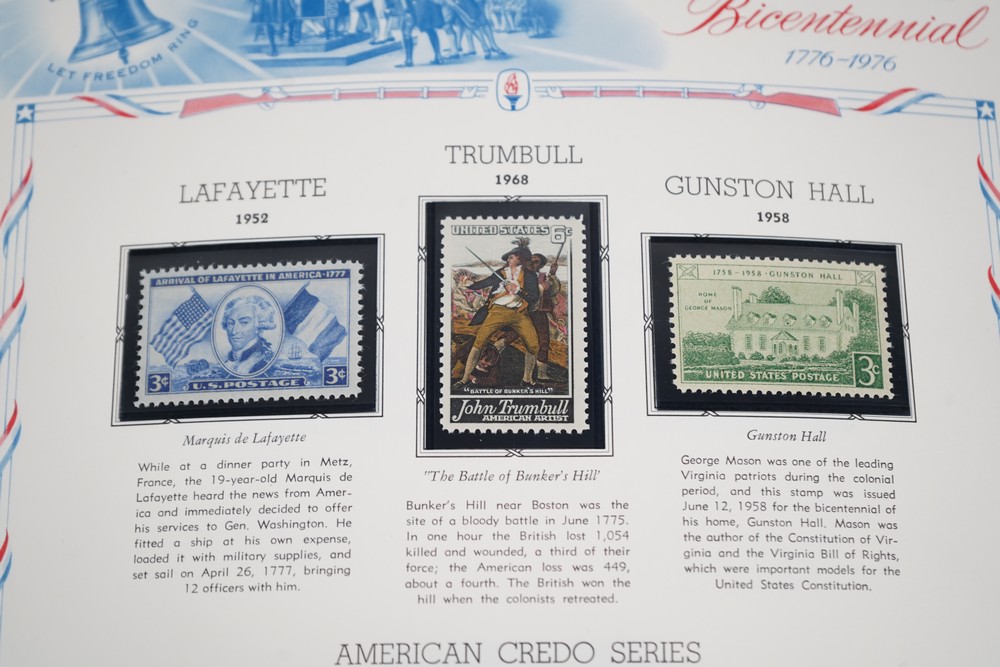 LET FREEDOM RING
Bicentennial
1776-1976
LAFAYETTE
1952
ARRIVAL OF LAFAYETTE IN AMERICA·1777
3¢
U.S. POSTAGE
3¢
Marquis de Lafayette
While at a dinner party in Metz,
France, the 19-year-old Marquis de
Lafayette heard the news from Amer-
ica and immediately decided to offer
his services to Gen. Washington. He
fitted a ship at his own expense,
loaded it with military supplies, and
set sail on April 26, 1777, bringing
12 officers with him.
TRUMBULL
1968
UNITED STATES 6c
"BATTLE OF BUNKER'S HILL"
John Trumbull
AMERICAN ARTIST
"The Battle of Bunker's Hill'
Bunker's Hill near Boston was the
site of a bloody battle in June 1775.
In one hour the British lost 1,054
killed and wounded, a third of their
force; the American loss was 449,
about a fourth. The British won the
hill when the colonists retreated.
GUNSTON HALL
1958
1758-1958·GUNSTON HALL
HOME
OF
GEORGE MASON
UNITED STATES POSTAGE 3¢
Gunston Hall
George Mason was one of the leading
Virginia patriots during the colonial
period, and this stamp was issued
June 12, 1958 for the bicentennial of
his home, Gunston Hall. Mason was
the author of the Constitution of Vir-
ginia and the Virginia Bill of Rights,
which were important models for the
United States Constitution.
AMERICAN CREDO SERIES